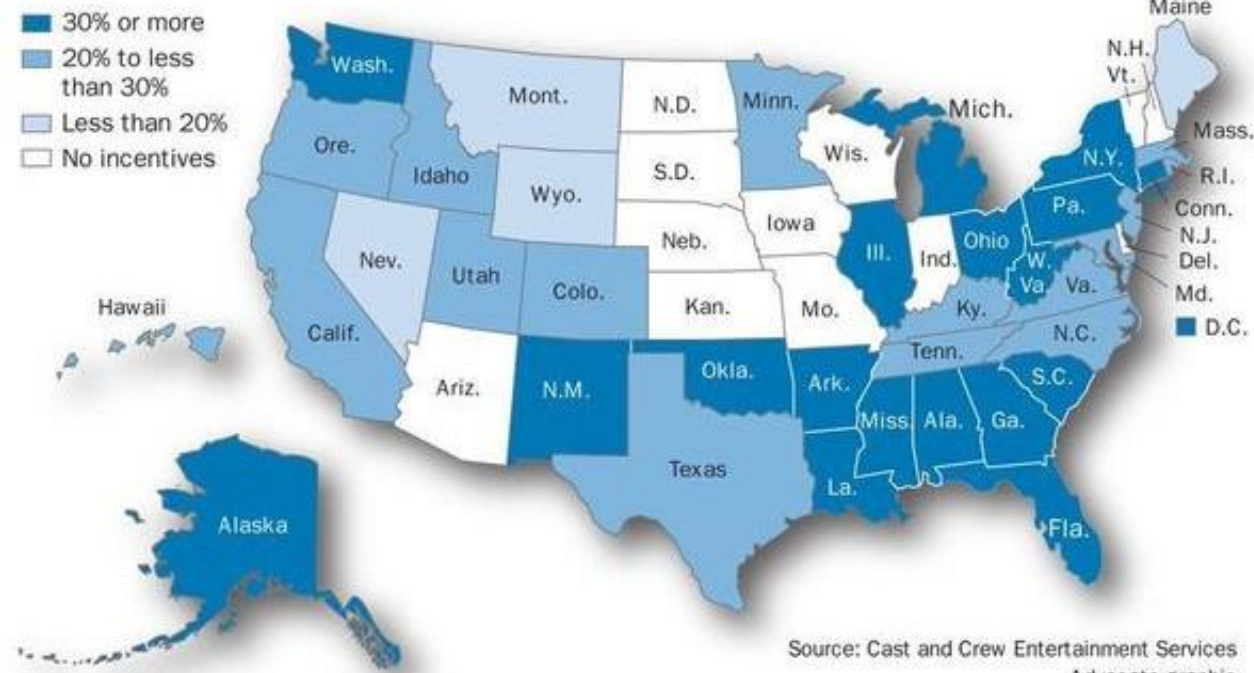 30% or more
20% to less
than 30%
Less than 20%
No incentives
Maine
N.H.
Vt.
Wash.
Mont.
N.D.
Minn.
Mich.
Mass.
Ore.
Idaho
Wis.
N.Y.
R.I.
S.D.
Wyo.
Conn.
Pa.
Iowa
N.J.
Neb.
Ohio
Ill.
Ind.
Nev.
Utah
Colo.
W.
Va.
Va.
Del.
Md.
Hawaii
Kan.
Mo.
Ky.
Calif.
D.C.
N.C.
Tenn.
Okla.
Ariz.
N.M.
Ark.
S.C.
Miss.
Ala.
Ga.
Texas
La.
Alaska
Fla.
Source: Cast and Crew Entertainment Services